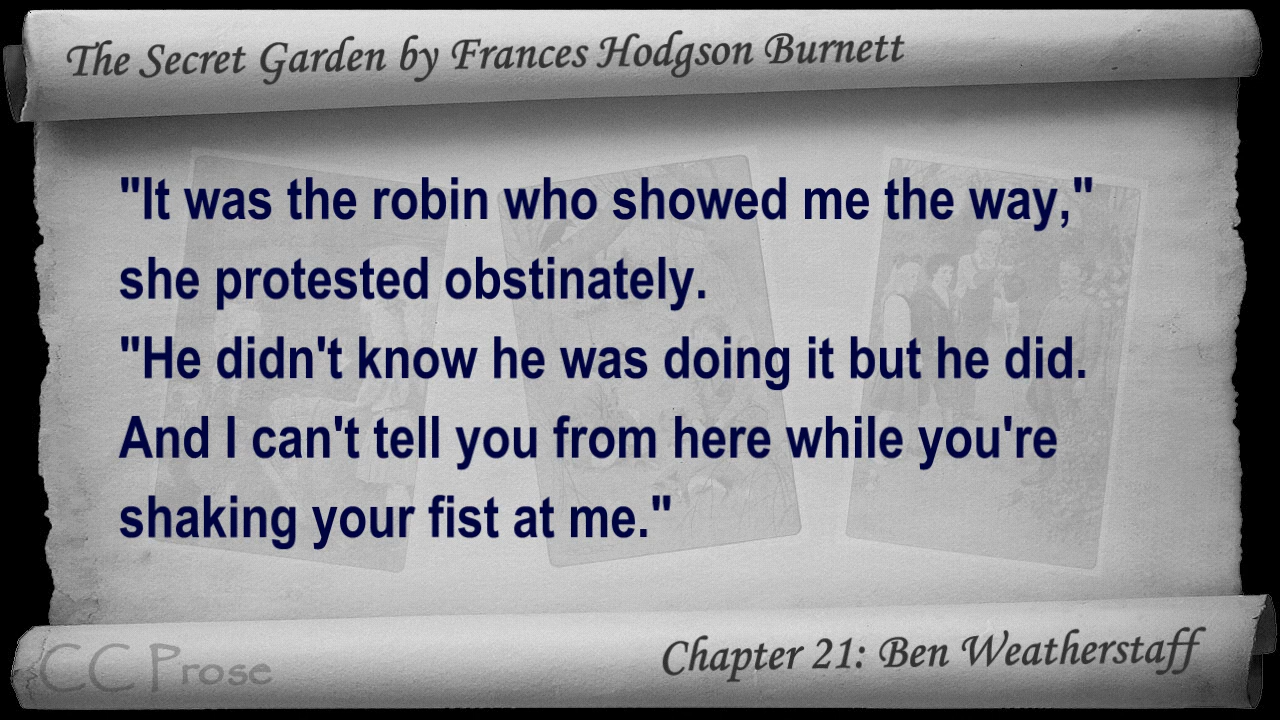 The Secret Garden by Frances Hodgson Burnett
"It was the robin who showed me the way,"
she protested obstinately.
"He didn't know he was doing it but he did.
And I can't tell you from here while you're
shaking your fist at me."
CC Prose
Chapter 21: Ben Weatherstaff